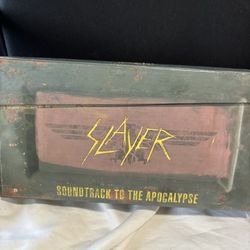 SLAYER
SOUNDTRACK TO THE APOCALYPSE